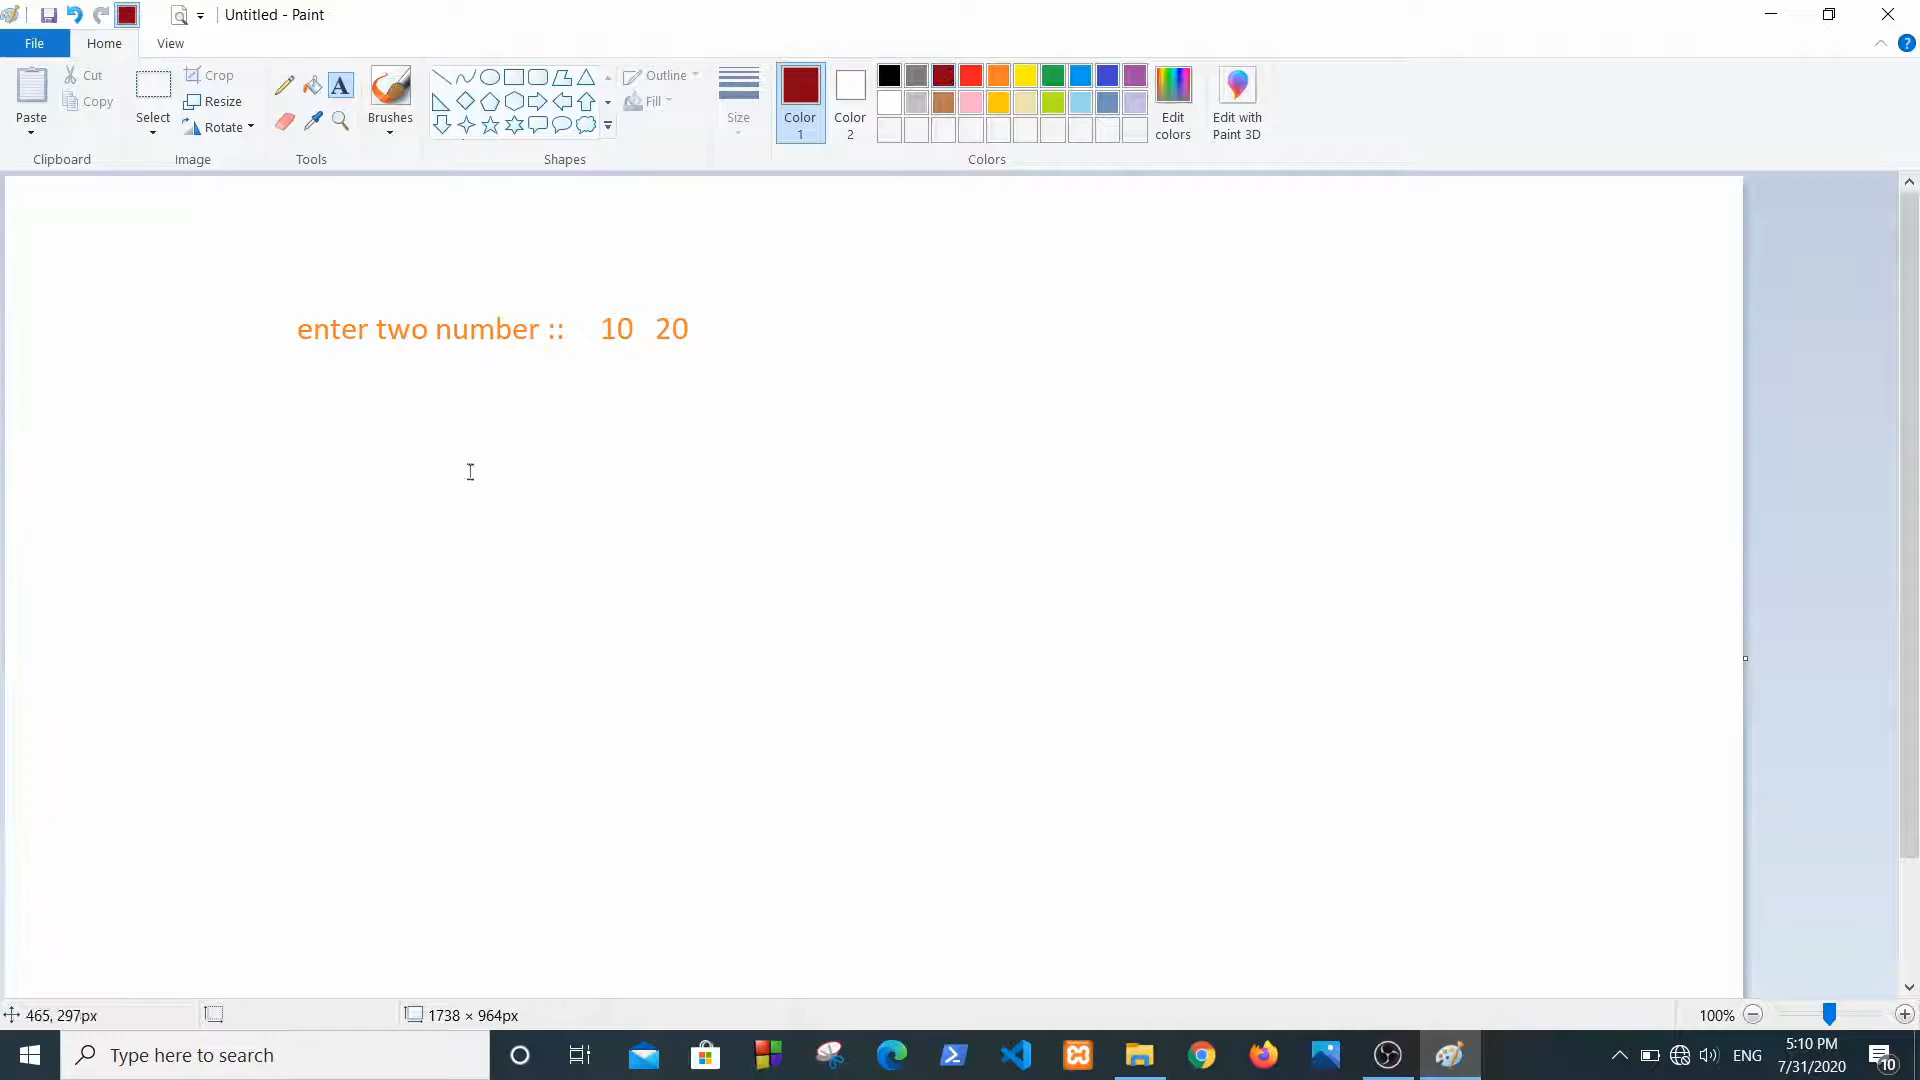 Untitled - Paint
File
Home
View
Paste
Cut
Copy
Clipboard
Select
Crop
Resize
Rotate
Image
A
Tools
Brushes
Shapes
Outline
Fill
Size
Color
1
Color
2
Edit
colors
Edit with
Paint 3D
Colors
enter two number :: 10 20
465, 297px
1738 × 964px
100%
Type here to search
ENG
5:10 PM
7/31/2020
10